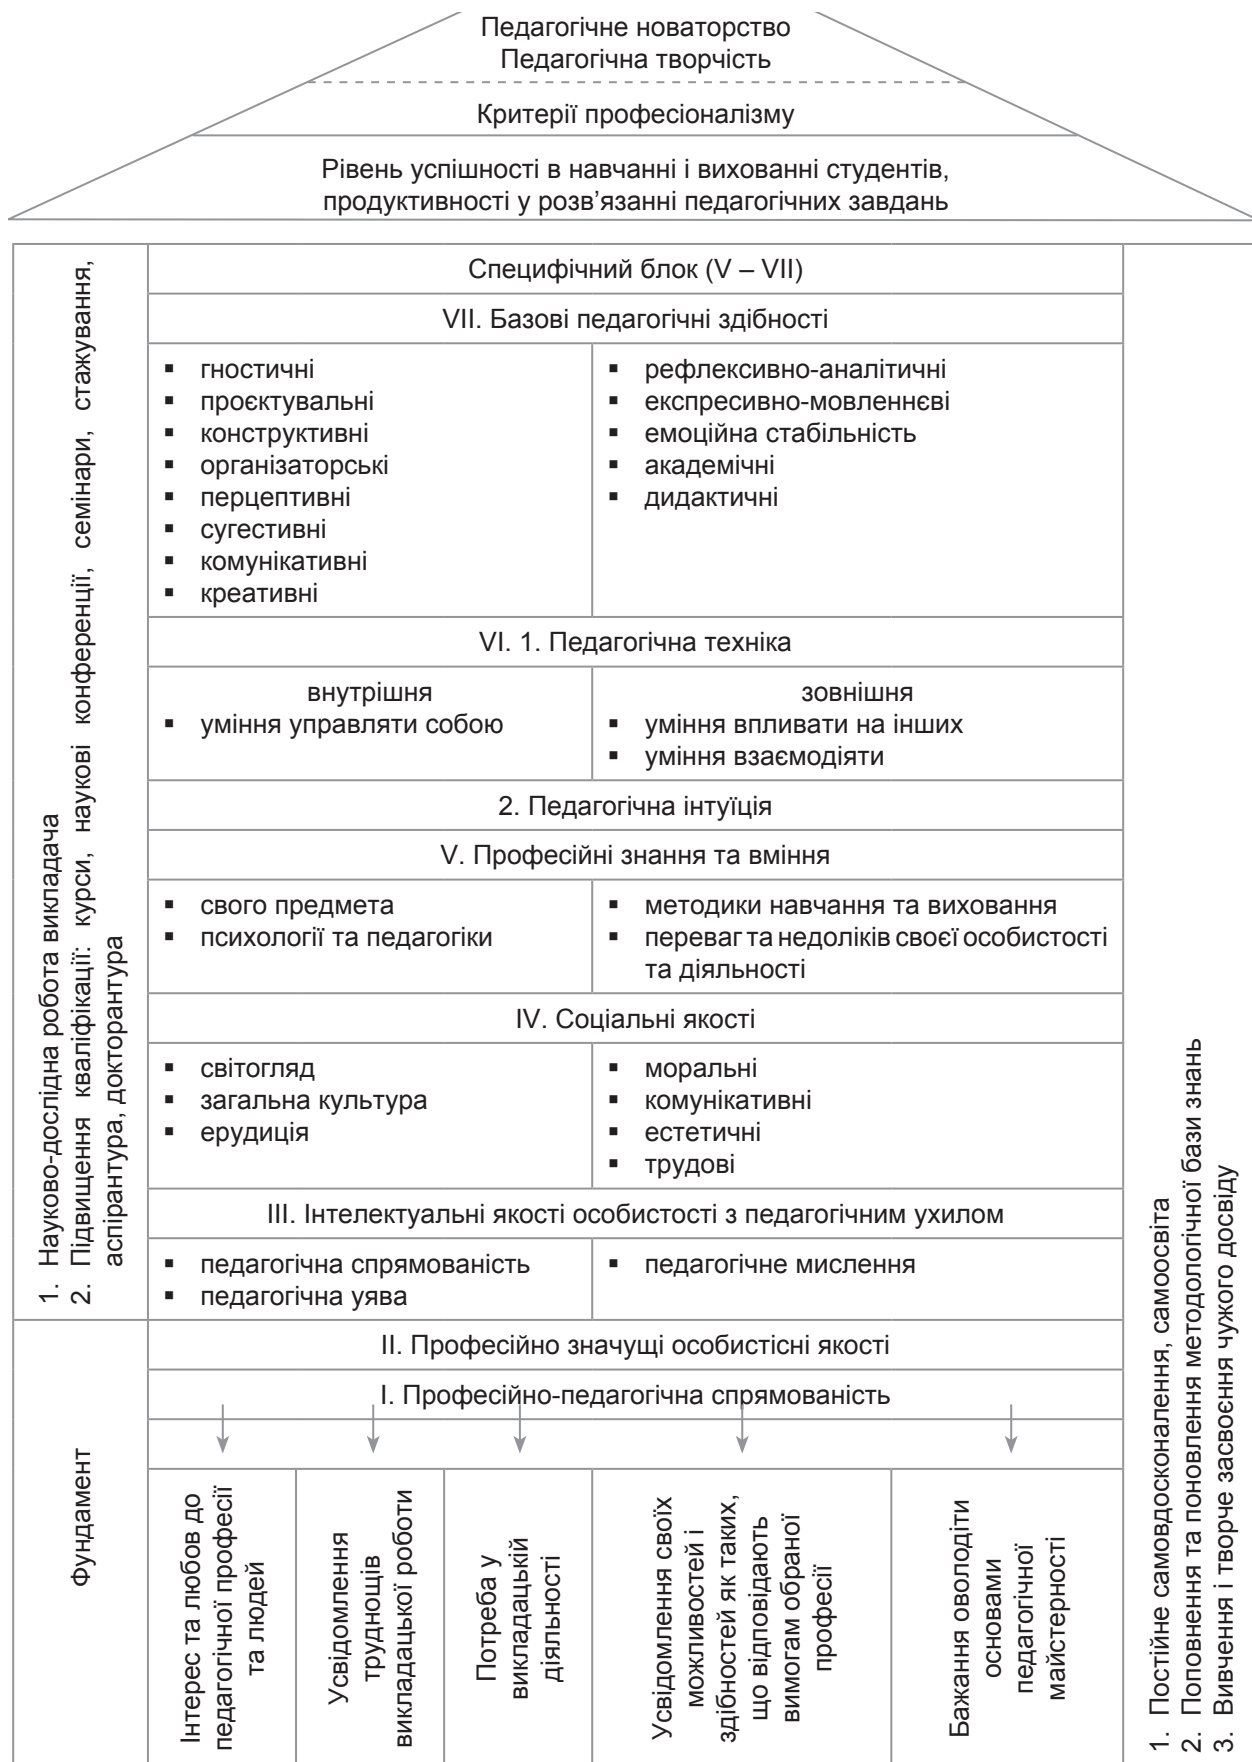 Педагогічне новаторство
Педагогічна творчість
Критерії професіоналізму
Рівень успішності в навчанні і вихованні студентів,
продуктивності у розв'язанні педагогічних завдань
1. Науково-дослідна робота викладача
2. Підвищення кваліфікації: курси, наукові конференції, семінари, стажування,
аспірантура, докторантура
Специфічний блок (V – VII)
VII. Базові педагогічні здібності
▪ гностичні
▪ проєктувальні
▪ конструктивні
▪ організаторські
▪ перцептивні
▪ сугестивні
▪ комунікативні
▪ креативні
▪ рефлексивно-аналітичні
▪ експресивно-мовленнєві
▪ емоційна стабільність
▪ академічні
▪ дидактичні
VI. 1. Педагогічна техніка
внутрішня
▪ уміння управляти собою
зовнішня
▪ уміння впливати на інших
▪ уміння взаємодіяти
2. Педагогічна інтуїція
V. Професійні знання та вміння
▪ свого предмета
▪ психології та педагогіки
▪ методики навчання та виховання
▪ переваг та недоліків своєї особистості
та діяльності
IV. Соціальні якості
▪ світогляд
▪ загальна культура
▪ ерудиція
▪ моральні
▪ комунікативні
▪ естетичні
▪ трудові
III. Інтелектуальні якості особистості з педагогічним ухилом
▪ педагогічна спрямованість
▪ педагогічна уява
▪ педагогічне мислення
Фундамент
II. Професійно значущі особистісні якості
I. Професійно-педагогічна спрямованість
Інтерес та любов до
педагогічної професії
та людей
Усвідомлення
труднощів
викладацької роботи
Потреба у
викладацькій
діяльності
Усвідомлення своїх
можливостей і
здібностей як таких,
що відповідають
вимогам обраної
професії
Бажання оволодіти
основами
педагогічної
майстерності
1. Постійне самовдосконалення, самоосвіта
2. Поповнення та поновлення методологічної бази знань
3. Вивчення і творче засвоєння чужого досвіду